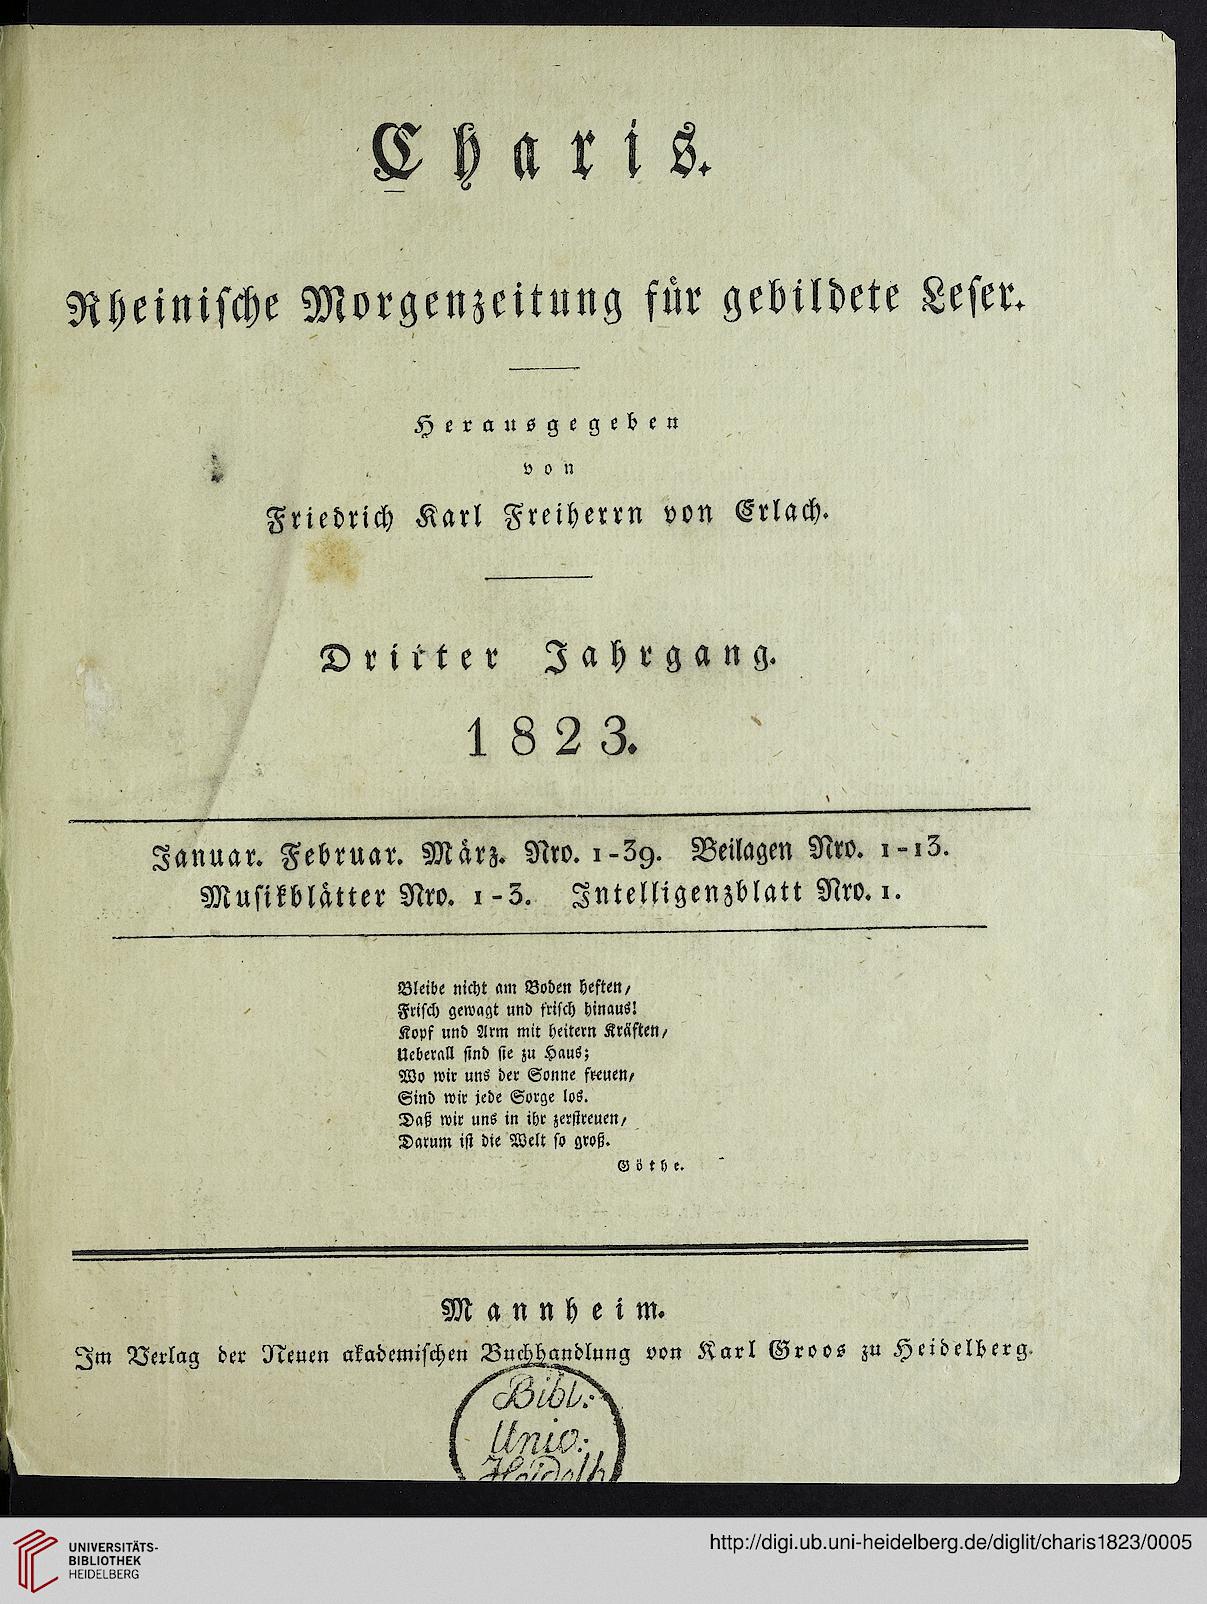 Charis.
Rheinische Morgenzeitung für gebildete Leser.
Herausgegeben
von
Friedrich Karl Freiherrn von Erlach.
Dritter Jahrgang.
1823.
Januar. Februar. März. Nro. 1-39. Beilagen Nro. 1-13.
Musikblätter Nro. 1-3. Intelligenzblatt Nro. 1.
Bleibe nicht am Boden heften,
Frisch gewagt und frisch hinaus!
Kopf und Arm mit heitern Kräften,
Ueberall sind sie zu Haus;
Wo wir uns der Sonne freuen,
Sind wir jede Sorge los.
Daß wir uns in ihr zerstreuen,
Darum ist die Welt so groß.
Göthe.
Mannheim.
Im Verlag der Neuen akademischen Buchhandlung von Karl Groos zu Heidelberg.
Bibl:
Univ:
Heidelb
UNIVERSITÄTS-
BIBLIOTHEK
HEIDELBERG
http://digi.ub.uni-heidelberg.de/diglit/charis1823/0005